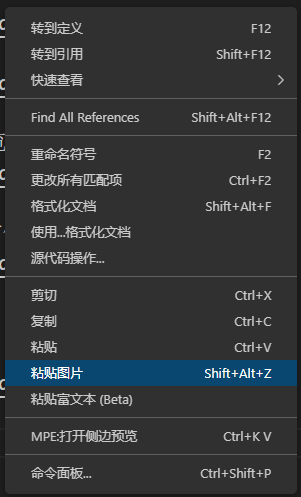 转到定义 F12
转到引用 Shift+F12
快速查看
Find All References Shift+Alt+F12
重命名符号 F2
更改所有匹配项 Ctrl+F2
格式化文档 Shift+Alt+F
使用...格式化文档
源代码操作...
剪切 Ctrl+X
复制 Ctrl+C
粘贴 Ctrl+V
粘贴图片 Shift+Alt+Z
粘贴富文本 (Beta)
MPE:打开侧边预览 Ctrl+K V
命令面板... Ctrl+Shift+P